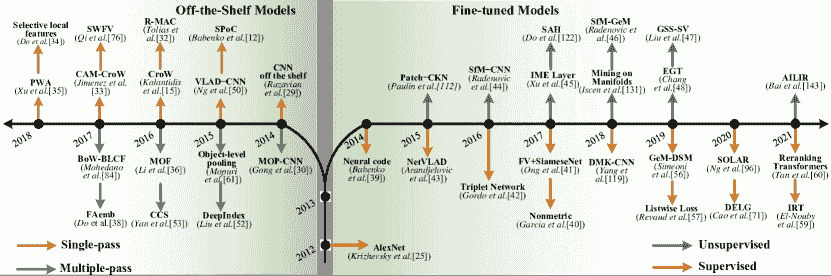 Off-the-Shelf Models
Fine-tuned Models
Selective local
features
(Do et al.[34])
PWA
(Xu et al.[35])
2018
SWFV
(Qi et al.[76])
CAM-CroW
(Jimenez et al.
[33])
2017
BoW-BLCF
(Mohedano
et al.[84])
FAemb
(Do et al.[38])
R-MAC
(Tolias et
al.[32])
CroW
(Kalantidis
et al.[15])
2016
MOF
(Li et al.[36])
CCS
(Yan et al.[53])
SPoC
(Babenko et al.[12])
VLAD-CNN
(Ng et al.[50])
2015
Object-level
pooling
(Mopuri
et al.[61])
DeepIndex
(Liu et al.[52])
CNN
off the shelf
(Razavian
et al.[29])
2014
MOP-CNN
(Gong et al.[30])
2013
2012
AlexNet
(Krizhevsky et al.[25])
2014
Neural code
(Babenko
et al.[39])
Patch-CKN
(Paulin et al.[112])
2015
NetVLAD
(Arandjelovic
et al.[43])
SfM-CNN
(Radenovic
et al.[44])
2016
Triplet Network
(Gordo et al.[42])
SAH
(Do et al.[122])
IME Layer
(Xu et al.[45])
2017
FV+SiameseNet
(Ong et al.[41])
Nonmetric
(Garcia et al.[40])
SfM-GeM
(Radenovic et
al.[46])
Mining on
Manifolds
(Iscen et al.[131])
2018
DMK-CNN
(Yang et
al.[119])
GSS-SV
(Liu et al.[47])
EGT
(Chang
et al.[48])
2019
GeM-DSM
(Simeoni
et al.[56])
Listwise Loss
(Revaud et al.[57])
2020
SOLAR
(Ng et al.[96])
DELG
(Cao et al.[71])
AILIR
(Bai et al.[143])
2021
Reranking
Transformers
(Tan et al.[60])
IRT
(El-Nouby
et al.[59])
Single-pass
Multiple-pass
Unsupervised
Supervised